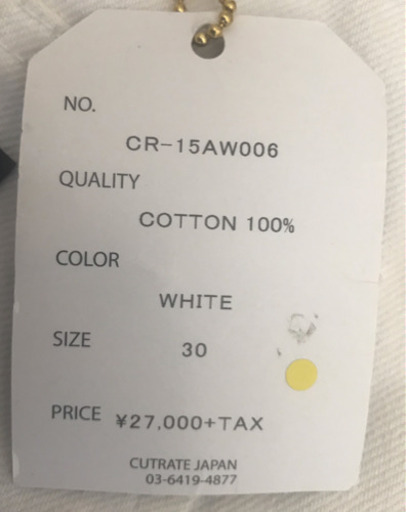 NO.
CR-15AW006
QUALITY
COTTON 100%
COLOR
WHITE
SIZE
30
PRICE ¥27,000+TAX
CUTRATE JAPAN
03-6419-4877